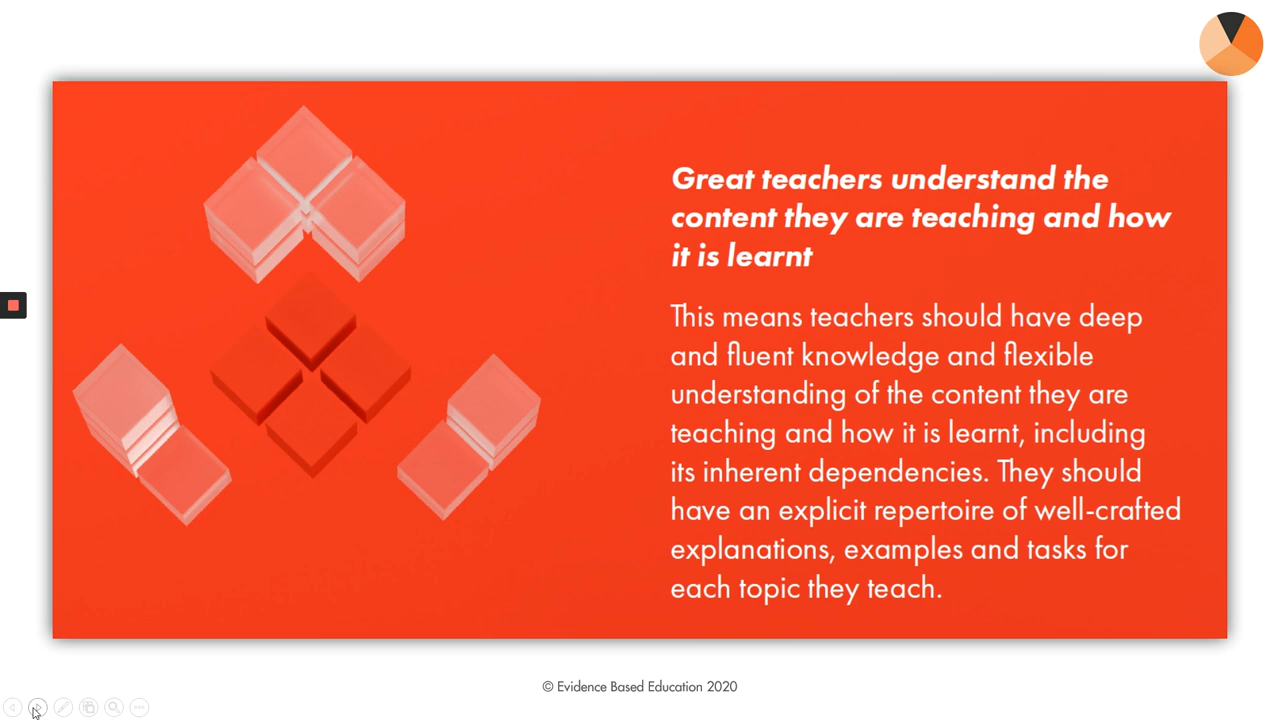 Great teachers understand the
content they are teaching and how
it is learnt
This means teachers should have deep
and fluent knowledge and flexible
understanding of the content they are
teaching and how it is learnt, including
its inherent dependencies. They should
have an explicit repertoire of well-crafted
explanations, examples and tasks for
each topic they teach.
© Evidence Based Education 2020